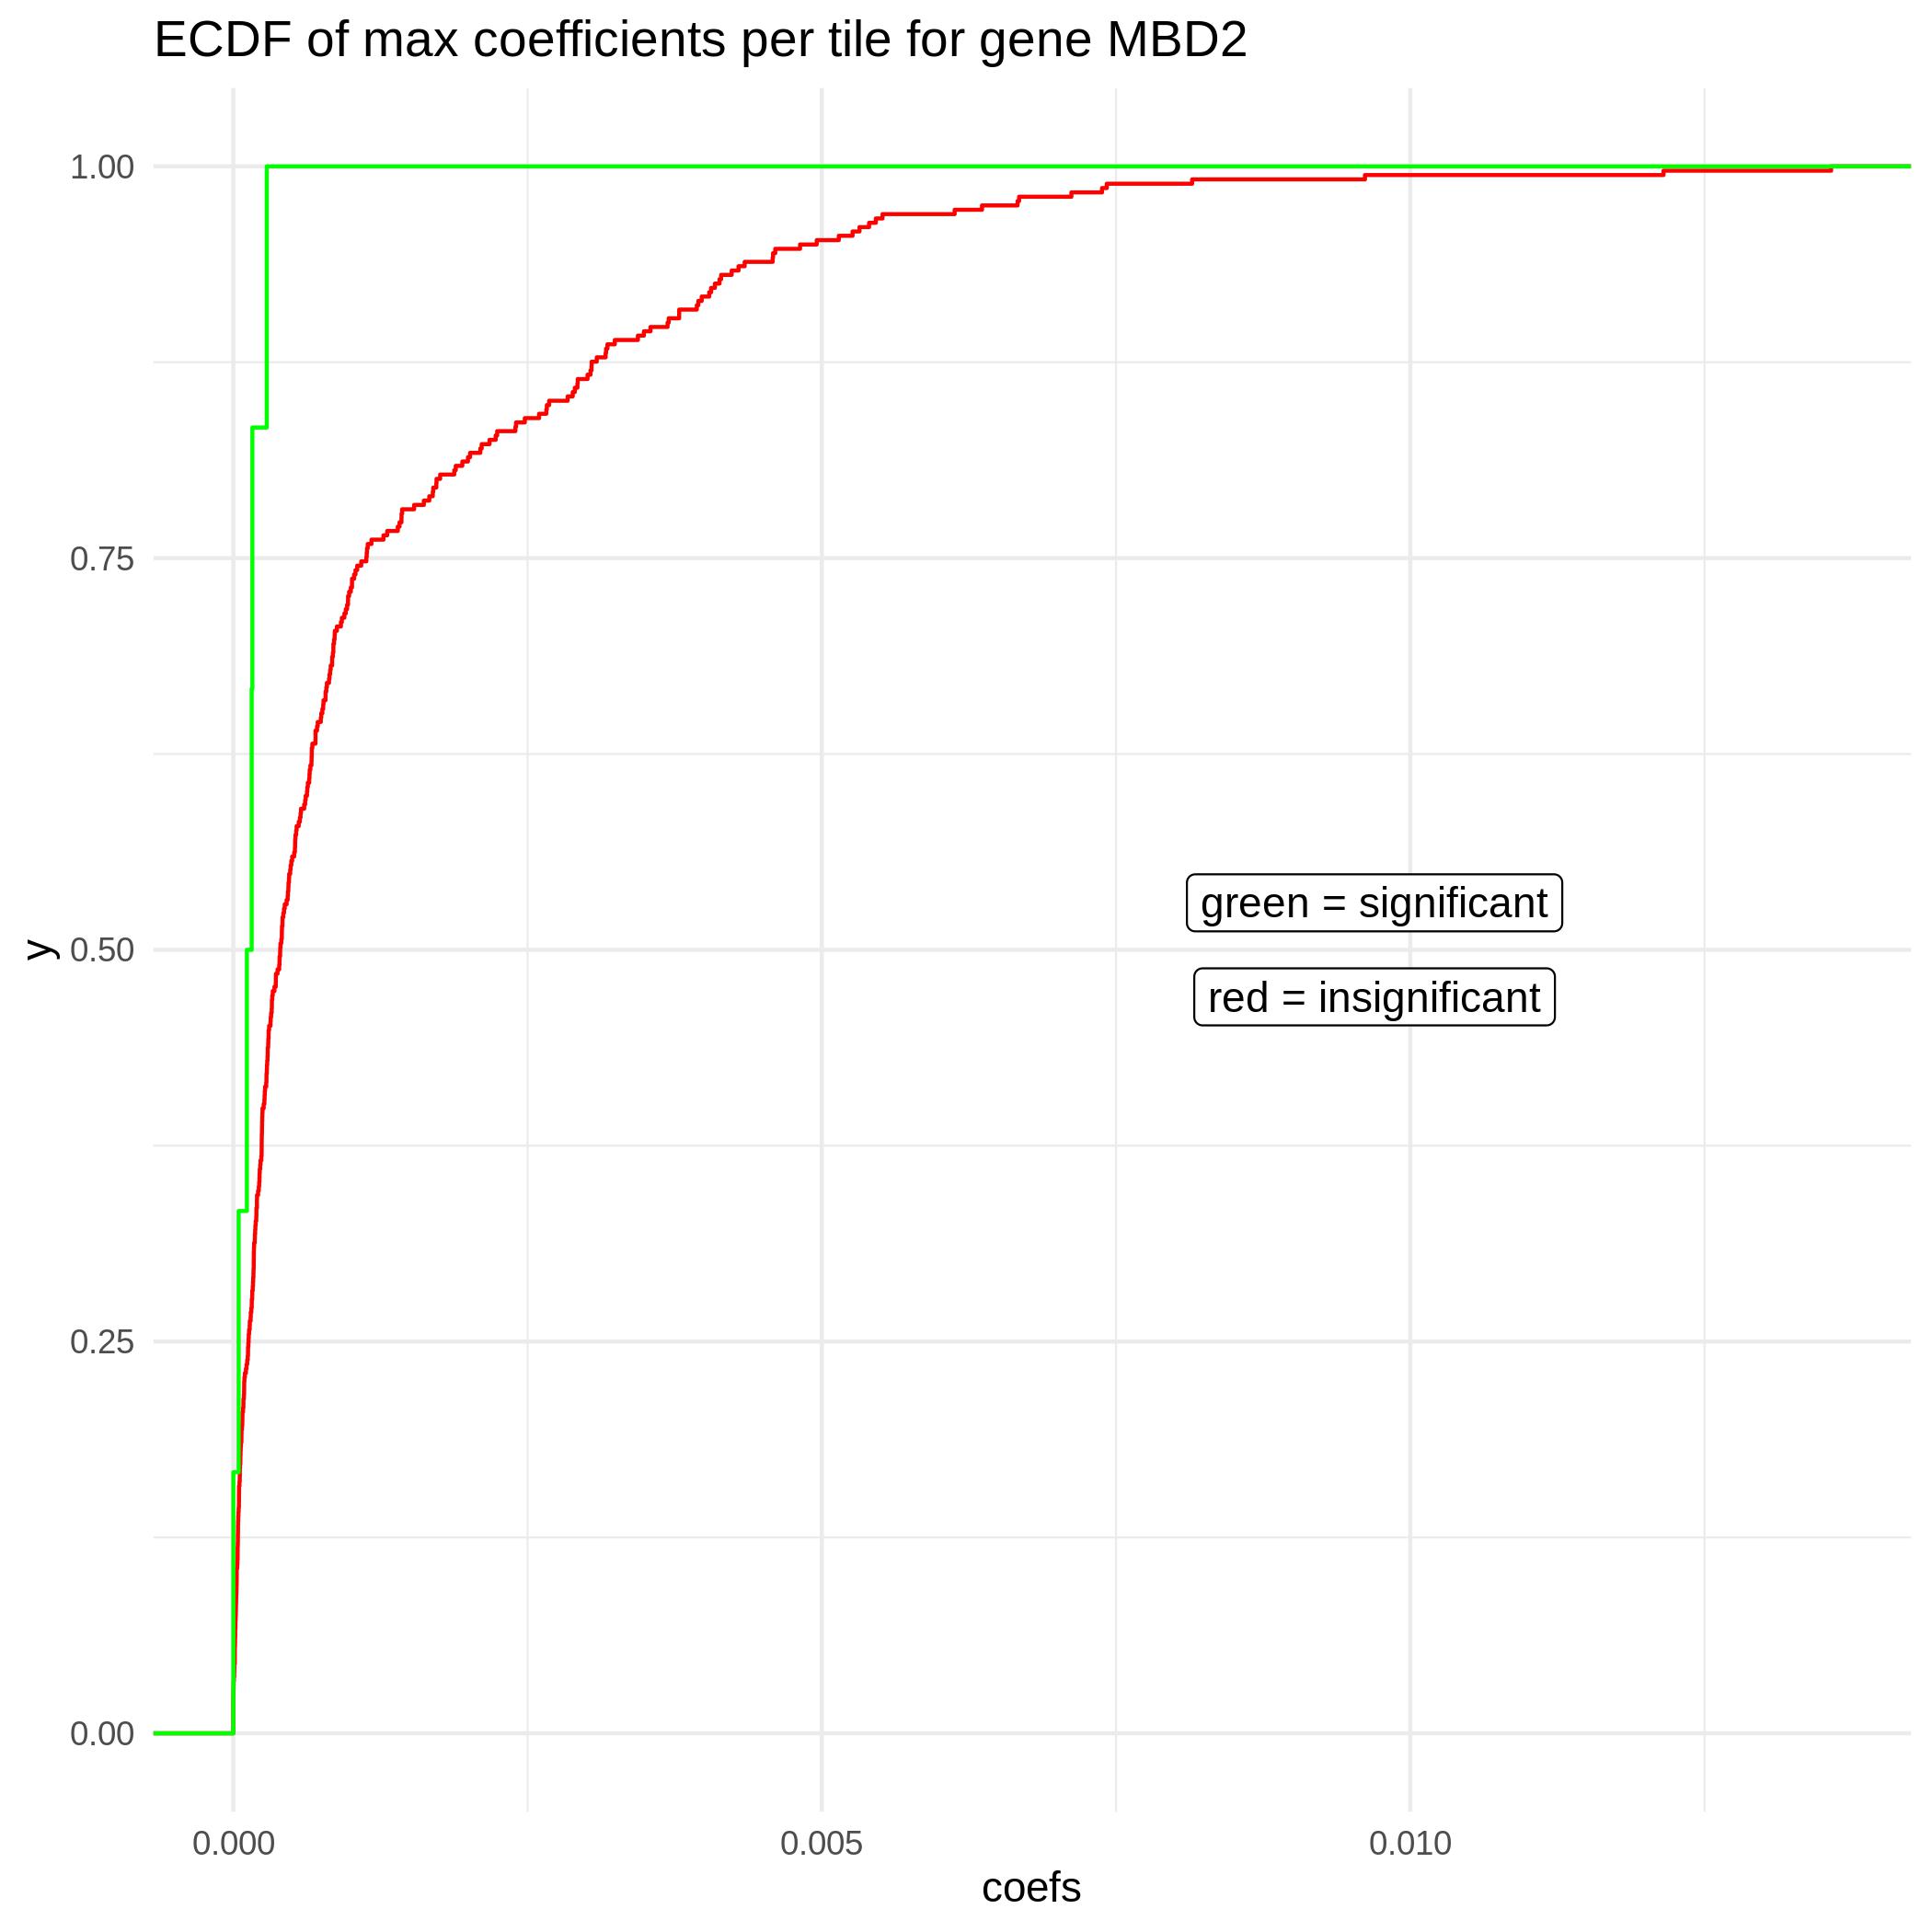 ECDF of max coefficients per tile for gene MBD2
1.00
0.75
0.50
0.25
0.00
y
green = significant
red = insignificant
0.000 0.005 0.010
coefs